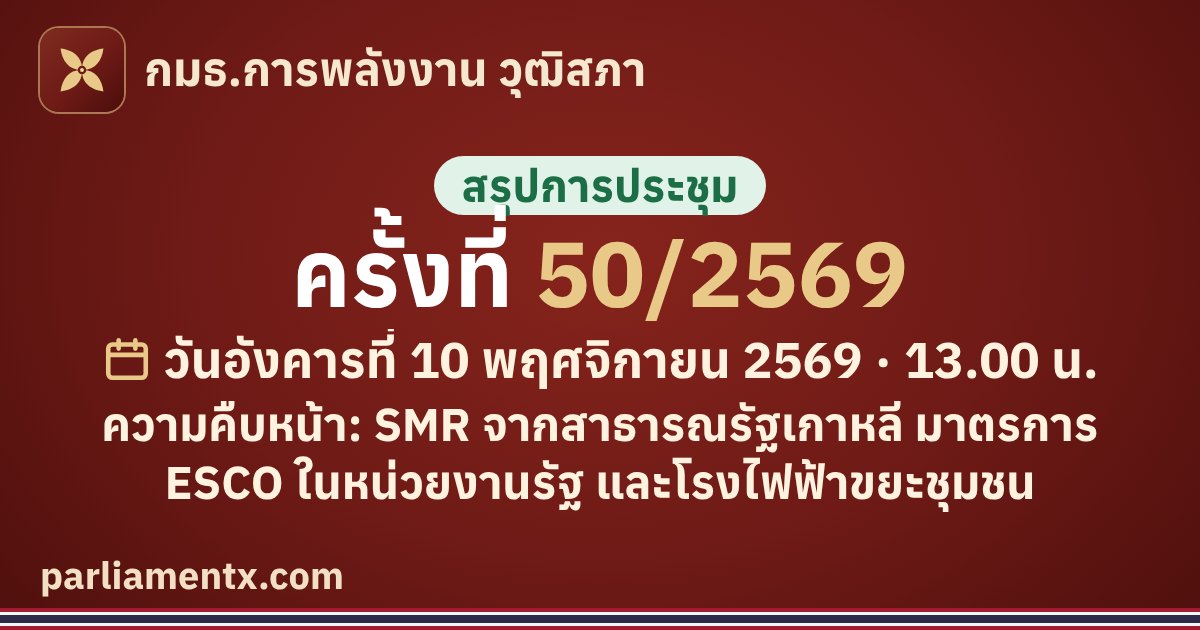 กมธ.การพลังงาน วุฒิสภา
สรุปการประชุม
ครั้งที่ 50/2569
วันอังคารที่ 10 พฤศจิกายน 2569 · 13.00 น.
ความคืบหน้า: SMR จากสาธารณรัฐเกาหลี มาตรการ
ESCO ในหน่วยงานรัฐ และโรงไฟฟ้าขยะชุมชน
parliamentx.com